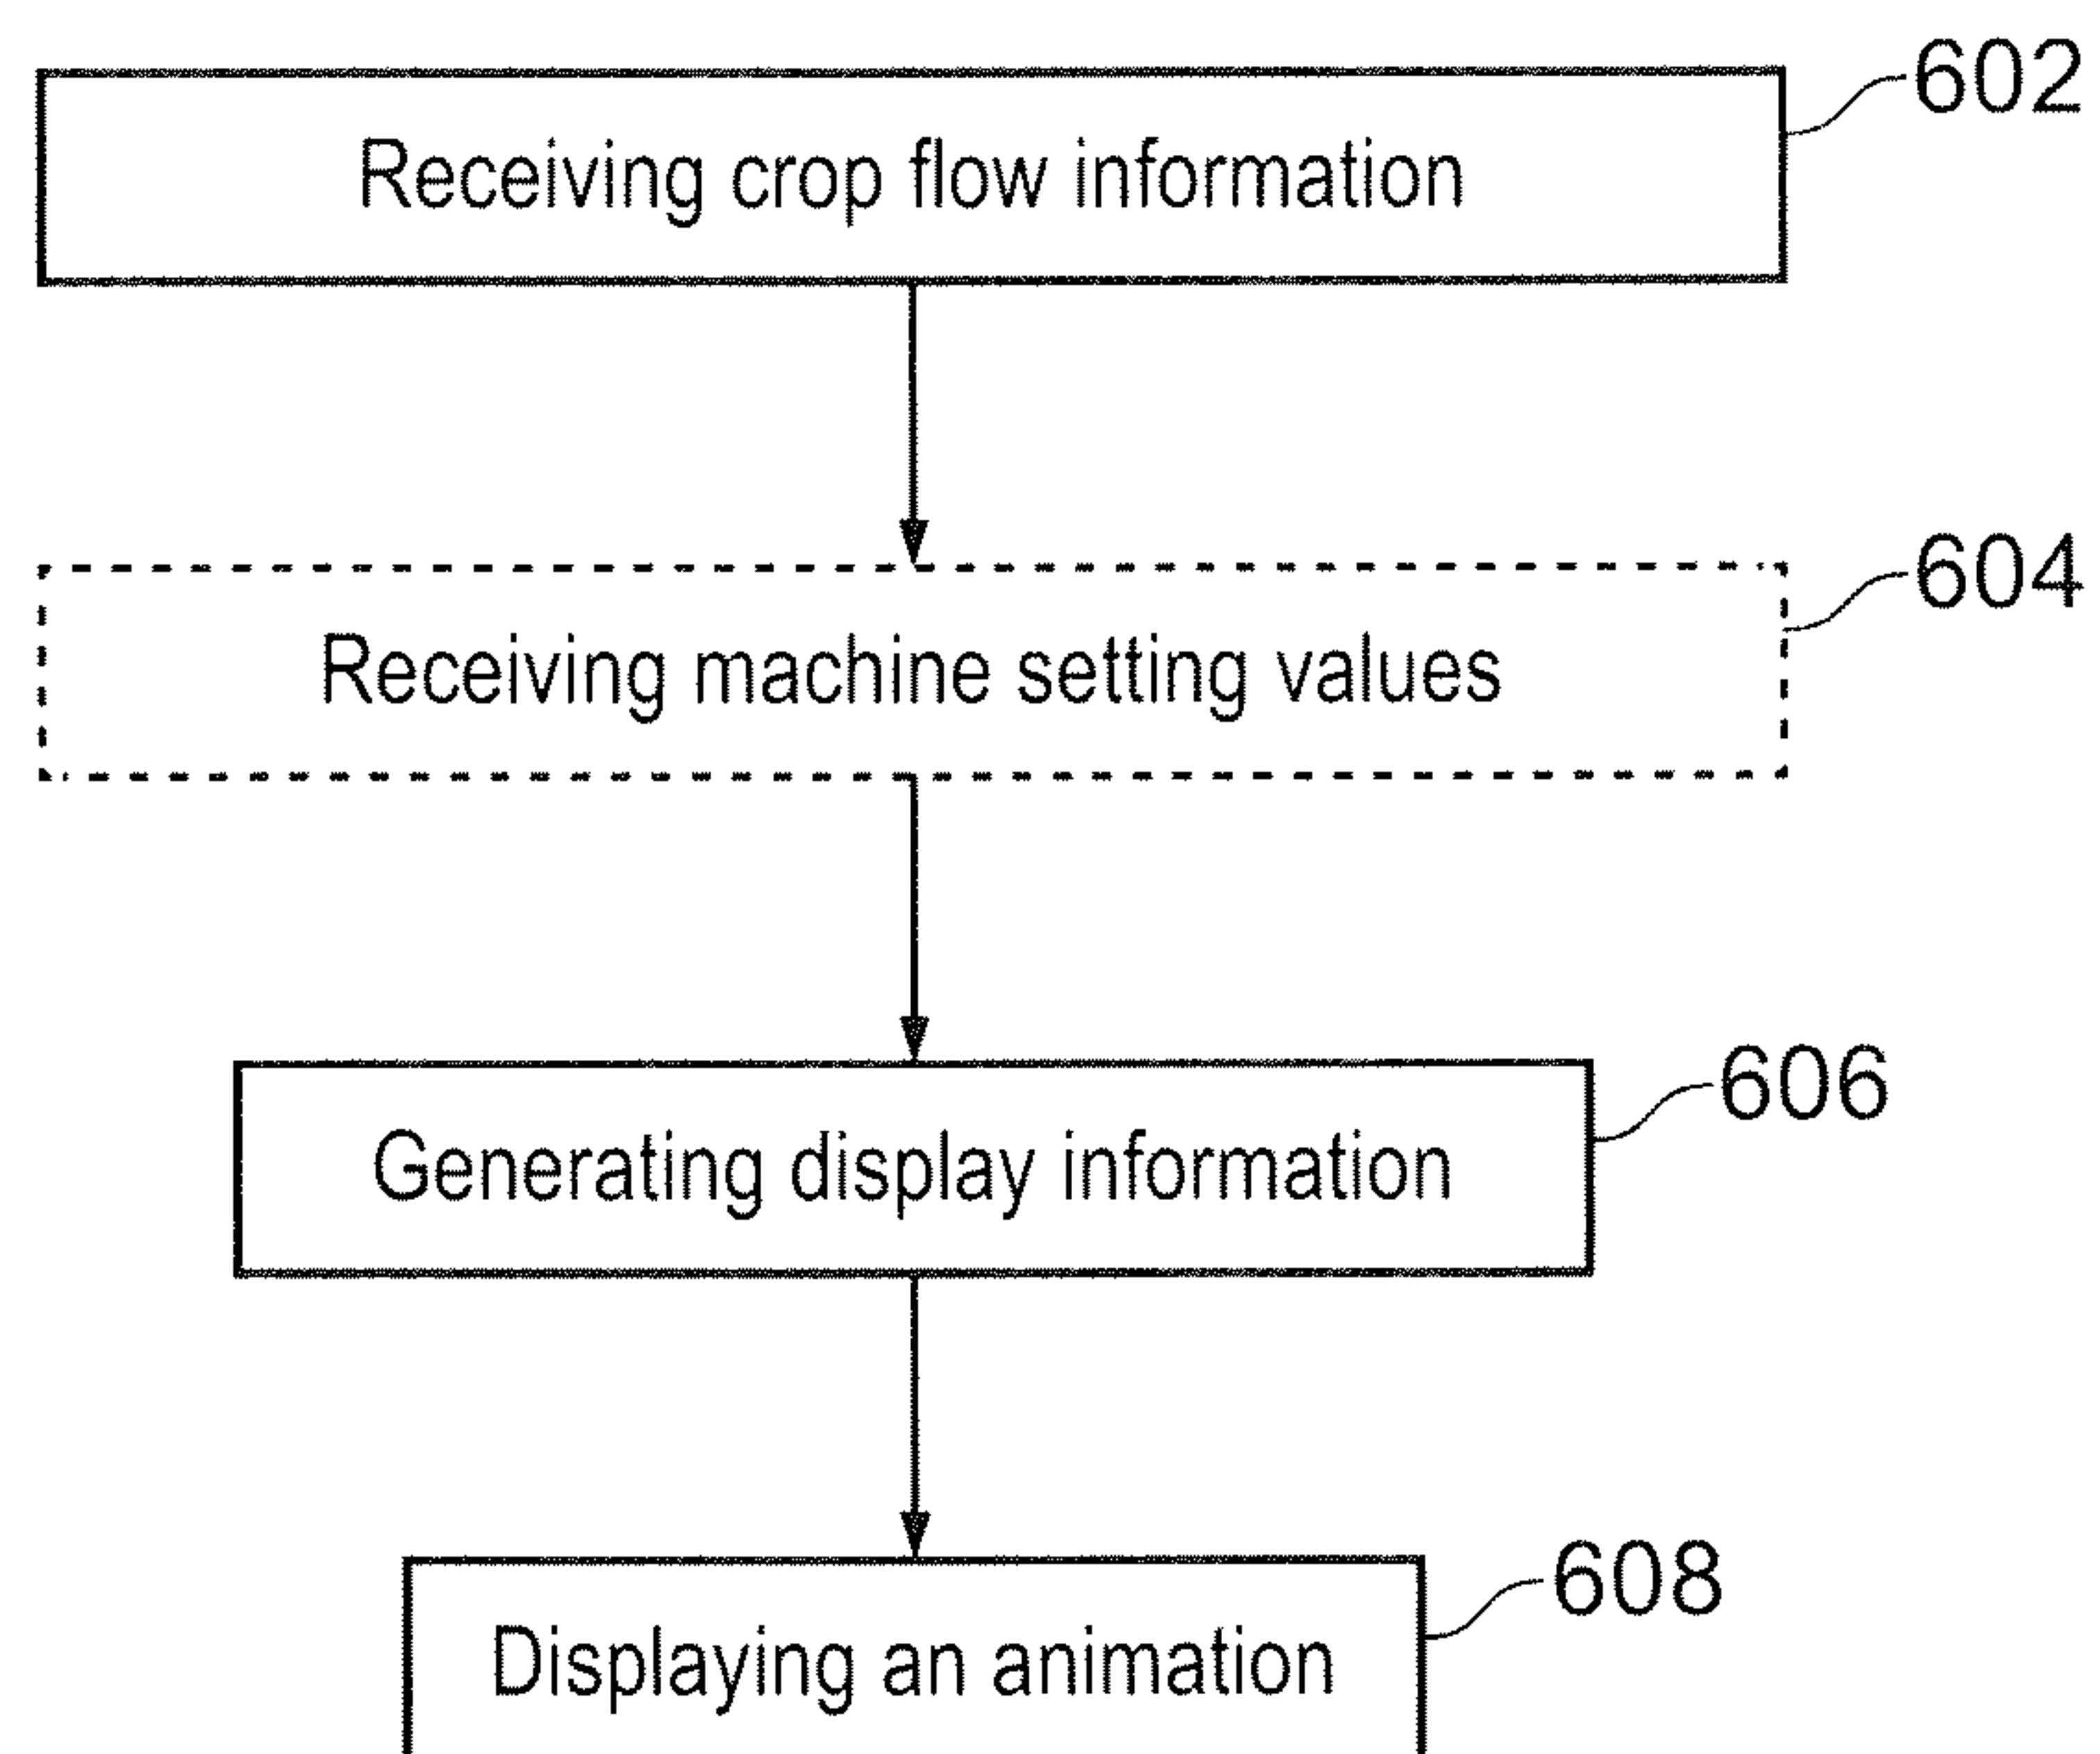 602
Receiving crop flow information
604
Receiving machine setting values
606
Generating display information
608
Displaying an animation